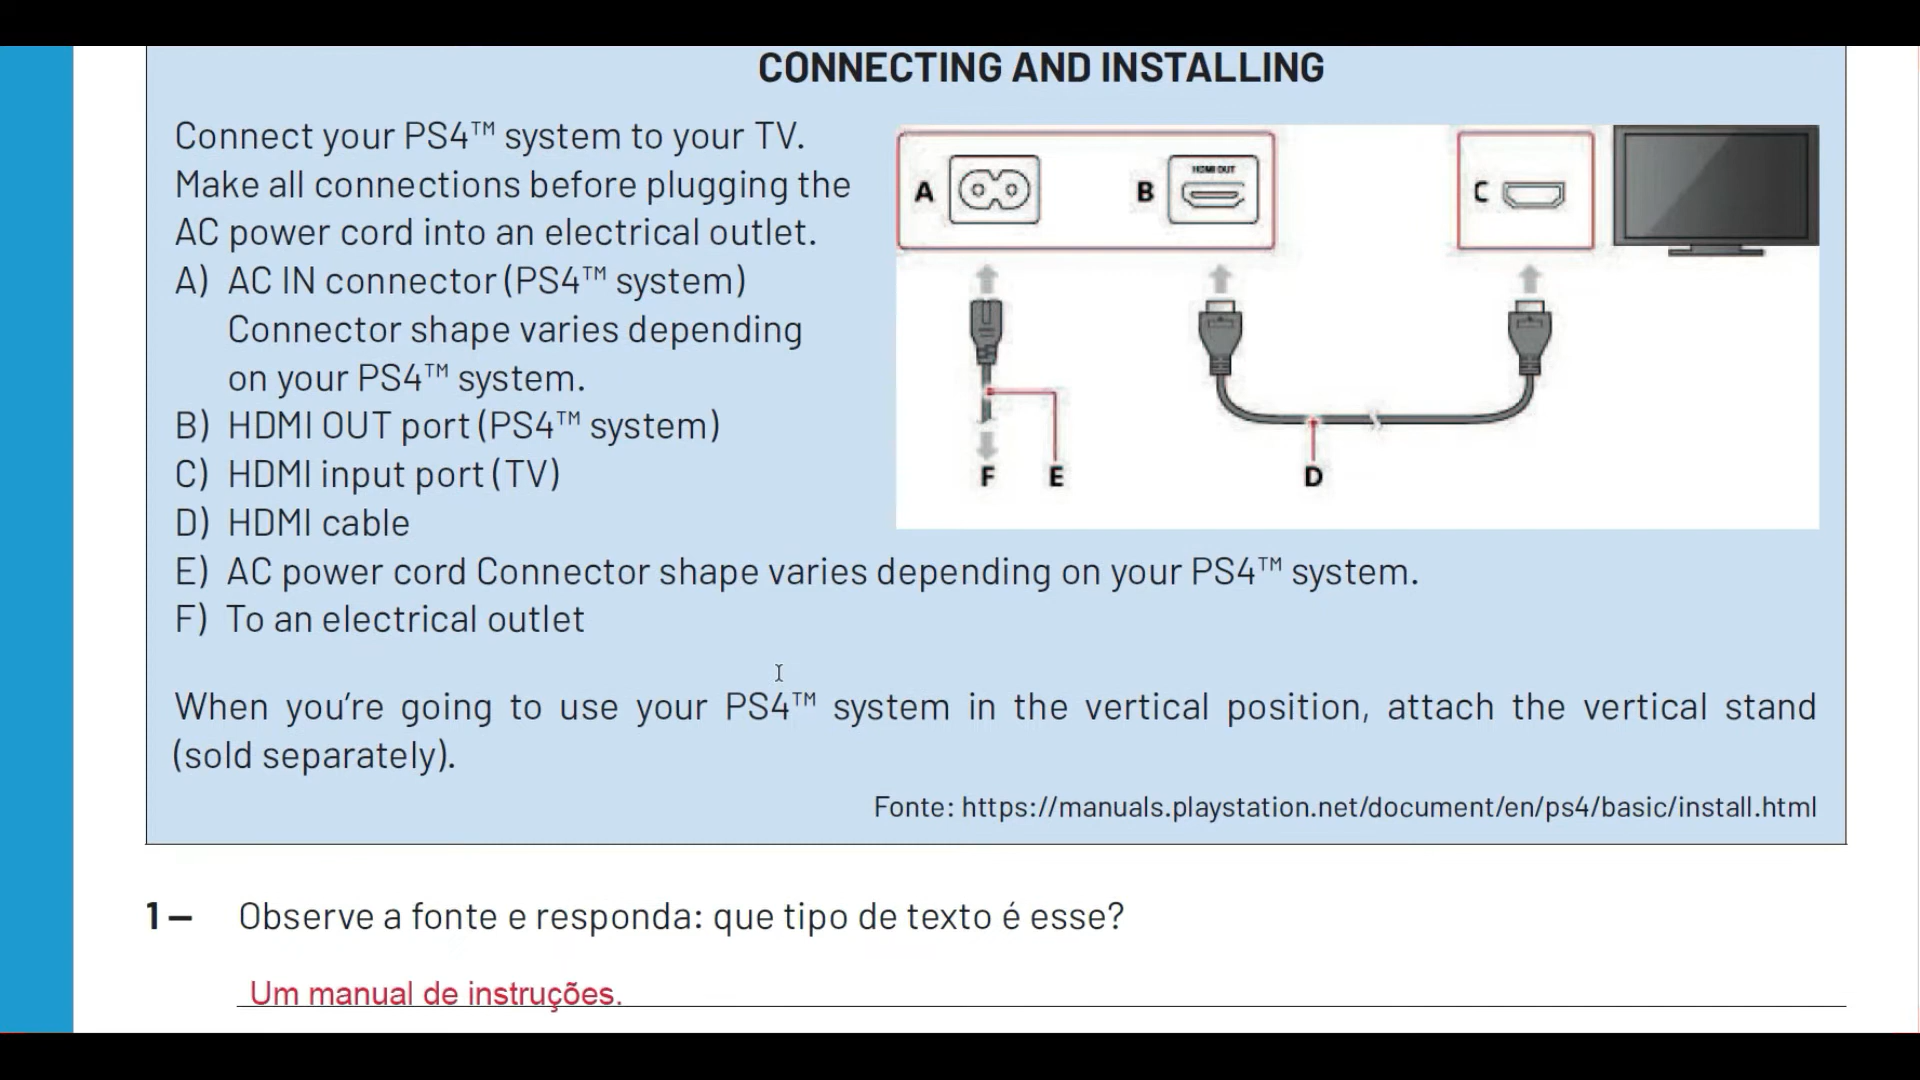 CONNECTING AND INSTALLING
Connect your PS4™ system to your TV.
Make all connections before plugging the
AC power cord into an electrical outlet.
A) AC IN connector (PS4™ system)
Connector shape varies depending
on your PS4™ system.
B) HDMI OUT port (PS4™ system)
C) HDMI input port (TV)
D) HDMI cable
E) AC power cord Connector shape varies depending on your PS4™ system.
F) To an electrical outlet
A
B
HDMI OUT
C
F
E
D
When you're going to use your PS4™ system in the vertical position, attach the vertical stand
(sold separately).
Fonte: https://manuals.playstation.net/document/en/ps4/basic/install.html
1 — Observe a fonte e responda: que tipo de texto é esse?
Um manual de instruções.